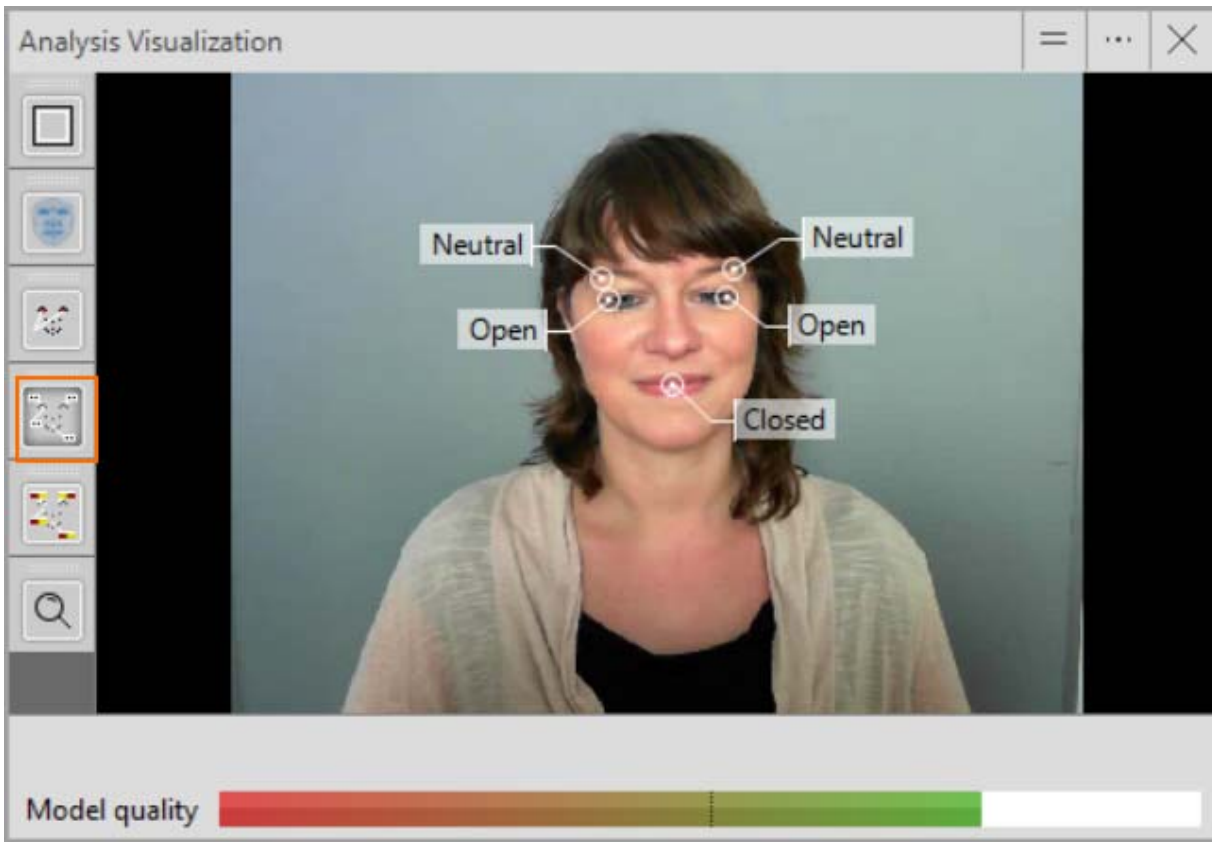 Analysis Visualization
Neutral
Neutral
Open
Open
Closed
Model quality